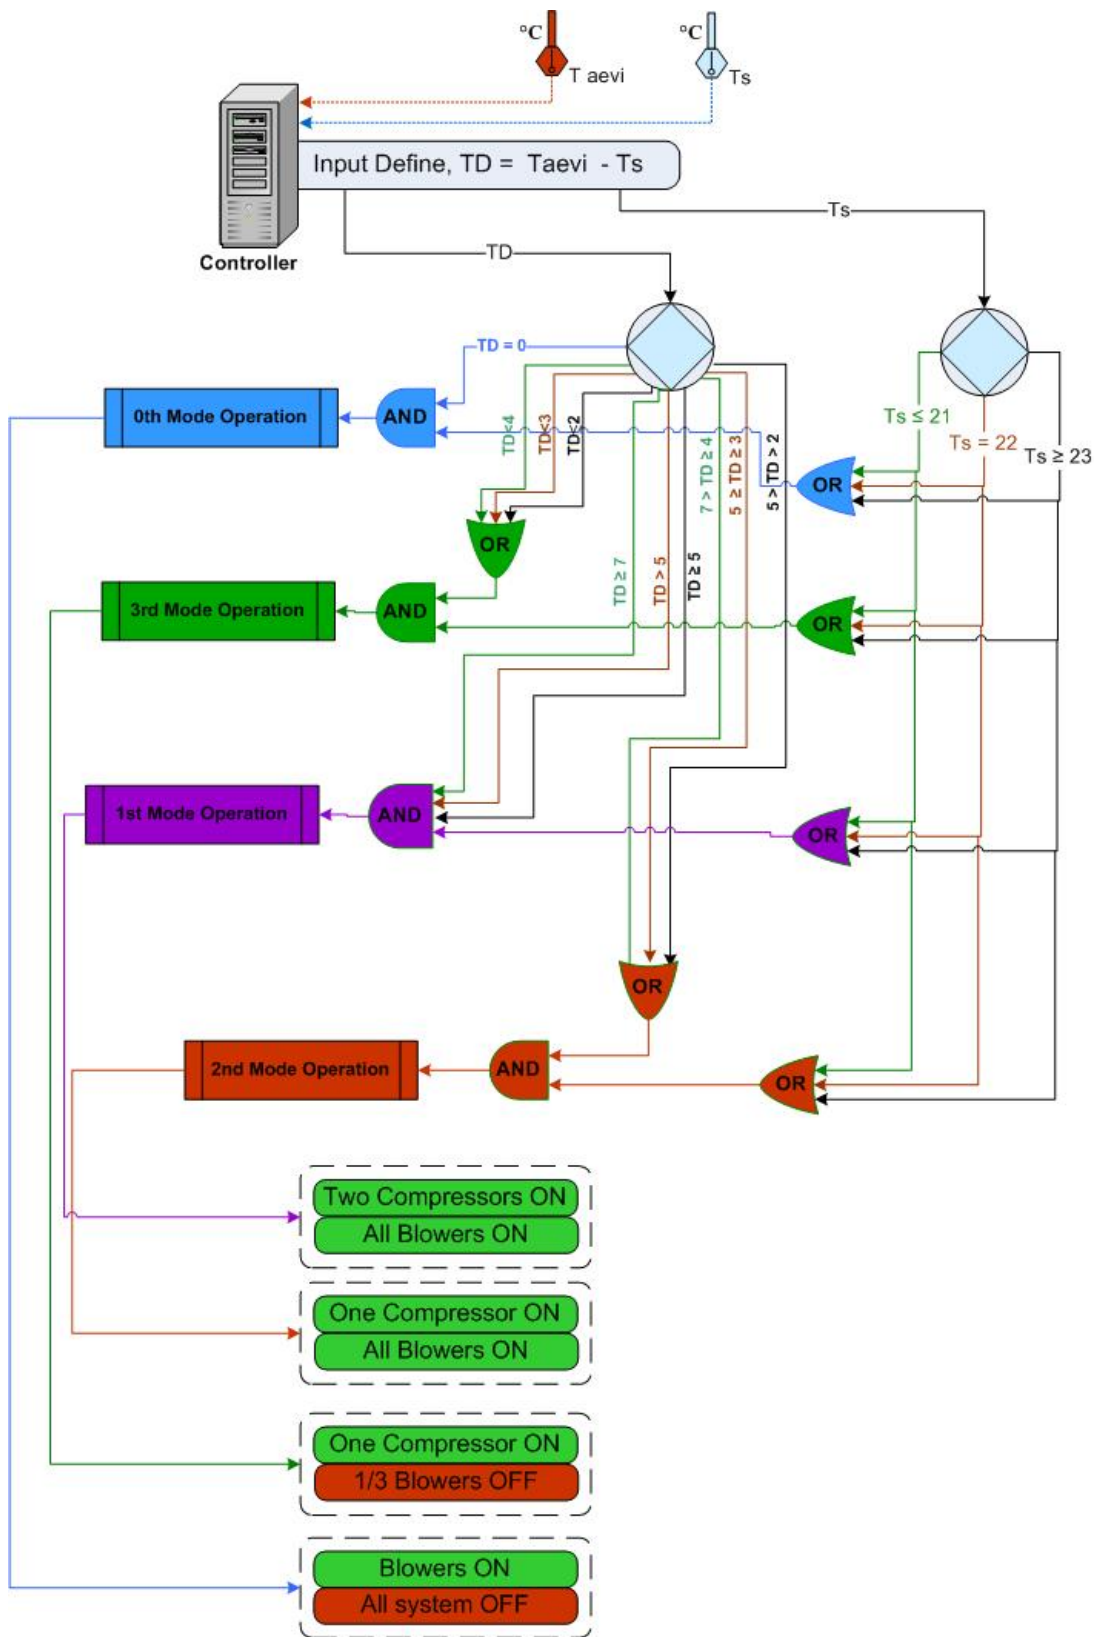 °C
°C
T aevi
Ts
Input Define, TD = Taevi - Ts
Ts
Controller
TD
TD = 0
0th Mode Operation
AND
TD<4
TD<3
TD<2
7 > TD ≥ 4
5 ≥ TD ≥ 3
5 > TD > 2
Ts ≤ 21
Ts = 22
Ts ≥ 23
OR
OR
TD ≥ 7
TD > 5
TD ≥ 5
3rd Mode Operation
AND
OR
1st Mode Operation
AND
OR
OR
2nd Mode Operation
AND
OR
Two Compressors ON
All Blowers ON
One Compressor ON
All Blowers ON
One Compressor ON
1/3 Blowers OFF
Blowers ON
All system OFF